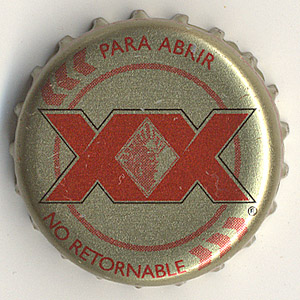 PARA ABRIR
XX
®
NO RETORNABLE